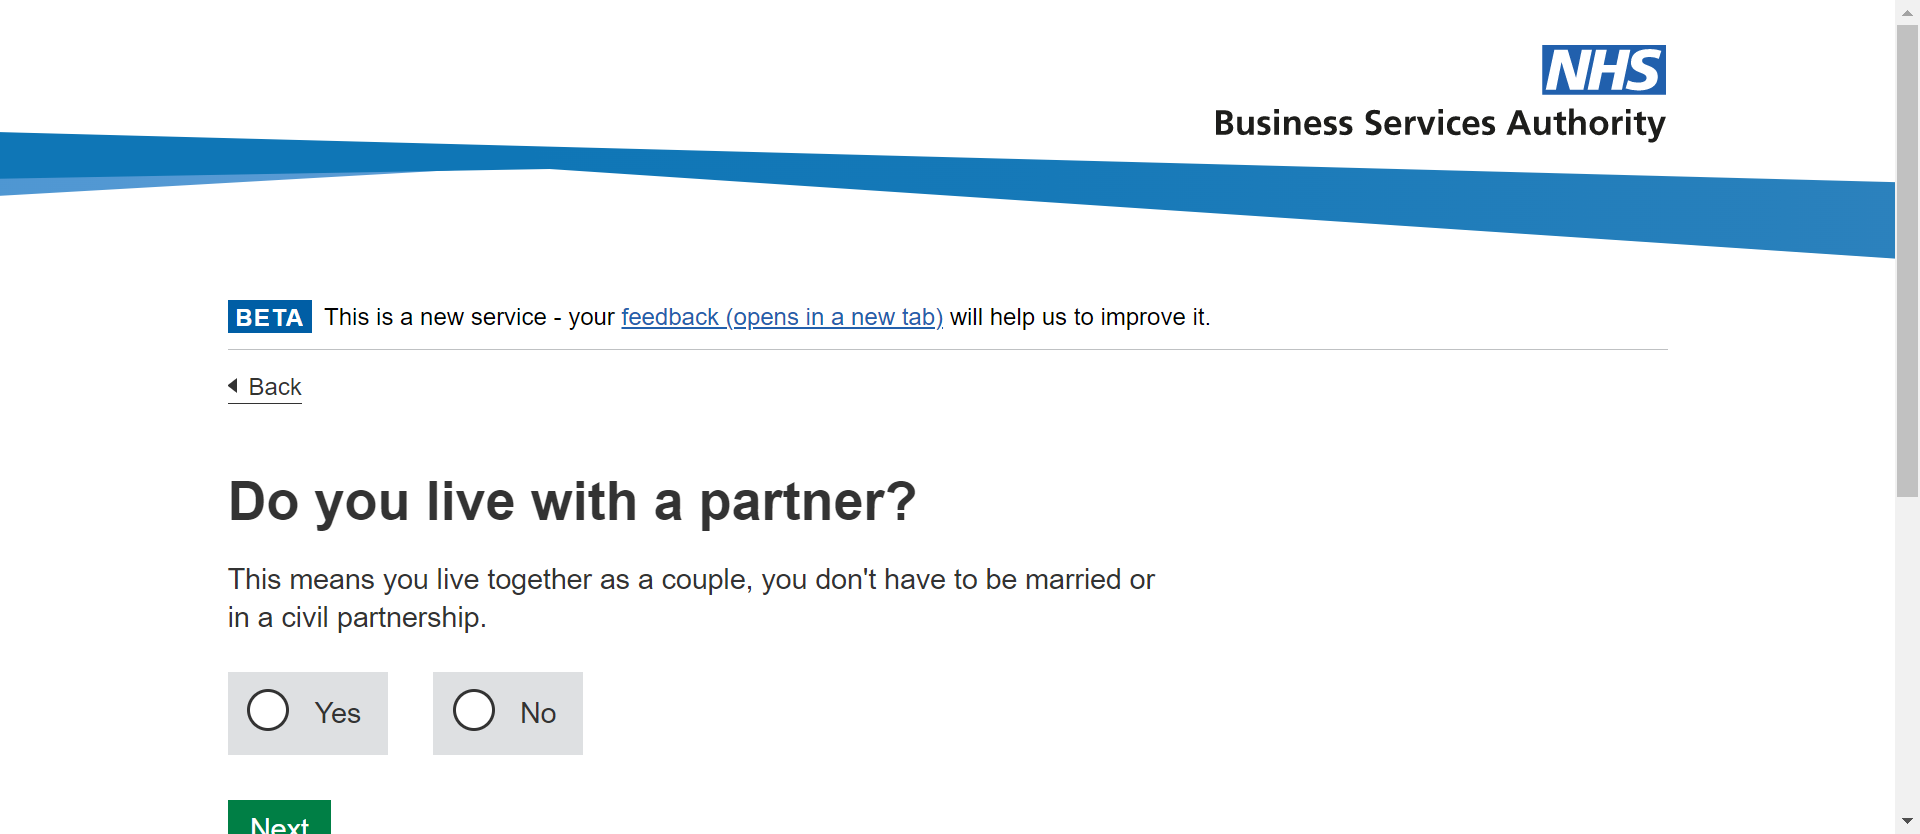 NHS
Business Services Authority
BETA This is a new service - your feedback (opens in a new tab) will help us to improve it.
Back
Do you live with a partner?
This means you live together as a couple, you don't have to be married or
in a civil partnership.
Yes No
Next